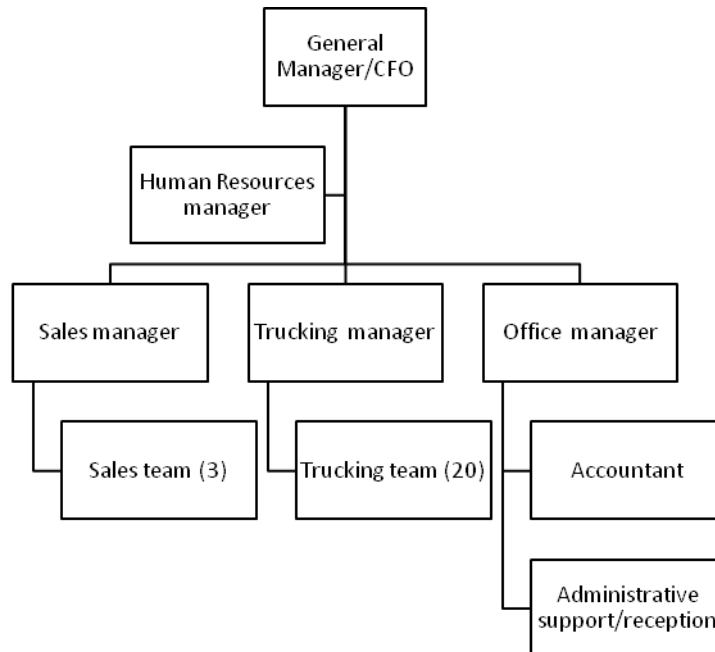 General
Manager/CFO
Human Resources
manager
Sales manager
Trucking manager
Office manager
Sales team (3)
Trucking team (20)
Accountant
Administrative
support/reception